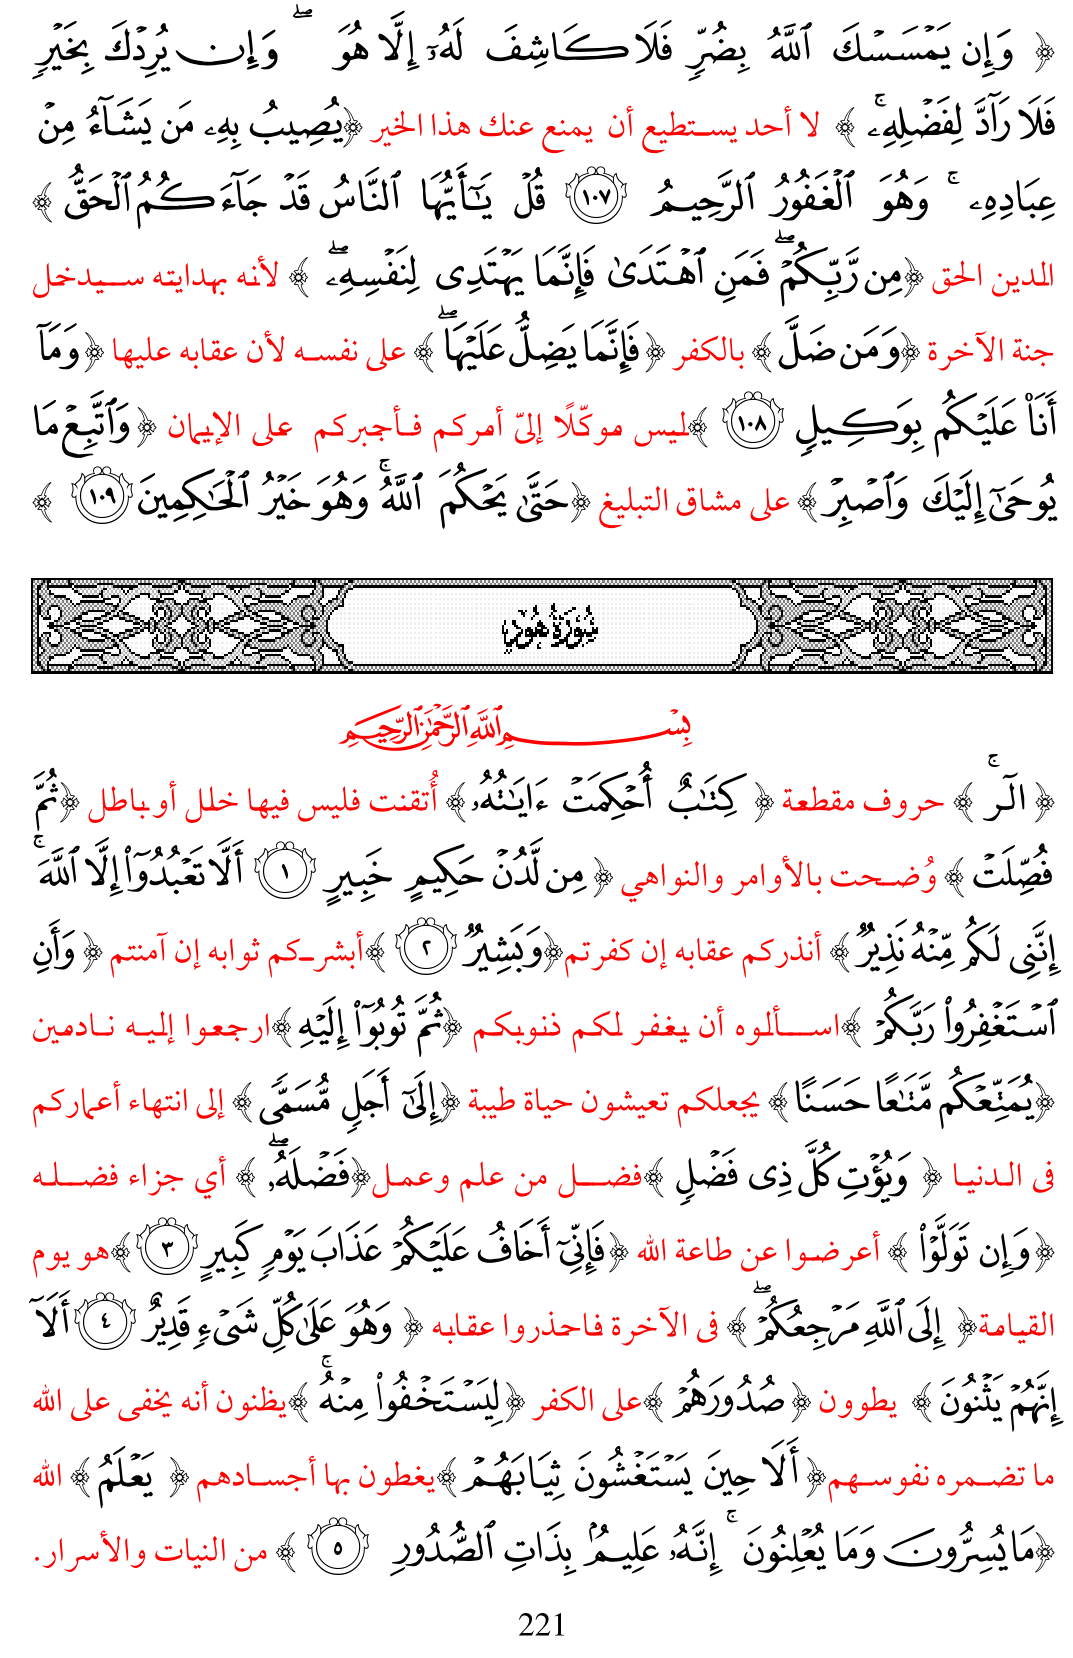 ﴿ وَإِن يَمْسَسْكَ ٱللَّهُ بِضُرٍّ فَلَا كَاشِفَ لَهُۥٓ إِلَّا هُوَ ۖ وَإِن يُرِدْكَ بِخَيْرٍ
فَلَا رَآدَّ لِفَضْلِهِۦ ۚ ﴾ لا أحد يستطيع أن يمنع عنك هذا الخير ﴿يُصِيبُ بِهِۦ مَن يَشَآءُ مِنْ
عِبَادِهِۦ ۚ وَهُوَ ٱلْغَفُورُ ٱلرَّحِيمُ ١٠٧ قُلْ يَٰٓأَيُّهَا ٱلنَّاسُ قَدْ جَآءَكُمُ ٱلْحَقُّ ﴾
الدين الحق ﴿مِن رَّبِّكُمْ ۖ فَمَنِ ٱهْتَدَىٰ فَإِنَّمَا يَهْتَدِى لِنَفْسِهِۦ ۖ ﴾ لأنه بهدايته سيدخل
جنة الآخرة ﴿وَمَن ضَلَّ﴾ بالكفر ﴿فَإِنَّمَا يَضِلُّ عَلَيْهَا ۖ﴾ على نفسه لأن عقابه عليها ﴿وَمَآ
أَنَا۠ عَلَيْكُم بِوَكِيلٍ ١٠٨ ﴾ليس موكّلًا إليّ أمركم فأجبركم على الإيمان ﴿وَٱتَّبِعْ مَا
يُوحَىٰٓ إِلَيْكَ وَٱصْبِرْ﴾ على مشاق التبليغ ﴿حَتَّىٰ يَحْكُمَ ٱللَّهُ ۚ وَهُوَ خَيْرُ ٱلْحَٰكِمِينَ ١٠٩ ﴾
سُورَةُ هُودٍ
بِسْمِ ٱللَّهِ ٱلرَّحْمَٰنِ ٱلرَّحِيمِ
﴿ الٓر ۚ ﴾ حروف مقطعة ﴿ كِتَٰبٌ أُحْكِمَتْ ءَايَٰتُهُۥ ﴾ أُتقنت فليس فيها خلل أو باطل ﴿ثُمَّ
فُصِّلَتْ ﴾ وُضحت بالأوامر والنواهي ﴿ مِن لَّدُنْ حَكِيمٍ خَبِيرٍ ١ أَلَّا تَعْبُدُوٓا۟ إِلَّا ٱللَّهَ ۚ
إِنَّنِى لَكُم مِّنْهُ نَذِيرٌ ﴾ أنذركم عقابه إن كفرتم﴿وَبَشِيرٌ ٢ ﴾أبشركم ثوابه إن آمنتم ﴿ وَأَنِ
ٱسْتَغْفِرُوا۟ رَبَّكُمْ ﴾اسألوه أن يغفر لكم ذنوبكم ﴿ثُمَّ تُوبُوٓا۟ إِلَيْهِ ﴾ارجعوا إليه نادمين
﴿يُمَتِّعْكُم مَّتَٰعًا حَسَنًا﴾ يجعلكم تعيشون حياة طيبة ﴿إِلَىٰٓ أَجَلٍ مُّسَمًّى ﴾ إلى انتهاء أعماركم
فى الدنيا ﴿ وَيُؤْتِ كُلَّ ذِى فَضْلٍ ﴾فضل من علم وعمل﴿فَضْلَهُۥ ۖ ﴾ أي جزاء فضله
﴿وَإِن تَوَلَّوْا۟ ﴾ أعرضوا عن طاعة الله ﴿فَإِنِّىٓ أَخَافُ عَلَيْكُمْ عَذَابَ يَوْمٍ كَبِيرٍ ٣ ﴾هو يوم
القيامة﴿ إِلَى ٱللَّهِ مَرْجِعُكُمْ ۖ ﴾ فى الآخرة فاحذروا عقابه ﴿ وَهُوَ عَلَىٰ كُلِّ شَىْءٍ قَدِيرٌ ٤ أَلَآ
إِنَّهُمْ يَثْنُونَ ﴾ يطوون ﴿ صُدُورَهُمْ ﴾على الكفر ﴿لِيَسْتَخْفُوا۟ مِنْهُ ۚ ﴾يظنون أنه يخفى على الله
ما تضمره نفوسهم﴿ أَلَا حِينَ يَسْتَغْشُونَ ثِيَابَهُمْ ﴾يغطون بها أجسادهم ﴿ يَعْلَمُ ﴾ الله
﴿مَا يُسِرُّونَ وَمَا يُعْلِنُونَ ۚ إِنَّهُۥ عَلِيمٌۢ بِذَاتِ ٱلصُّدُورِ ٥ ﴾ من النيات والأسرار.
221